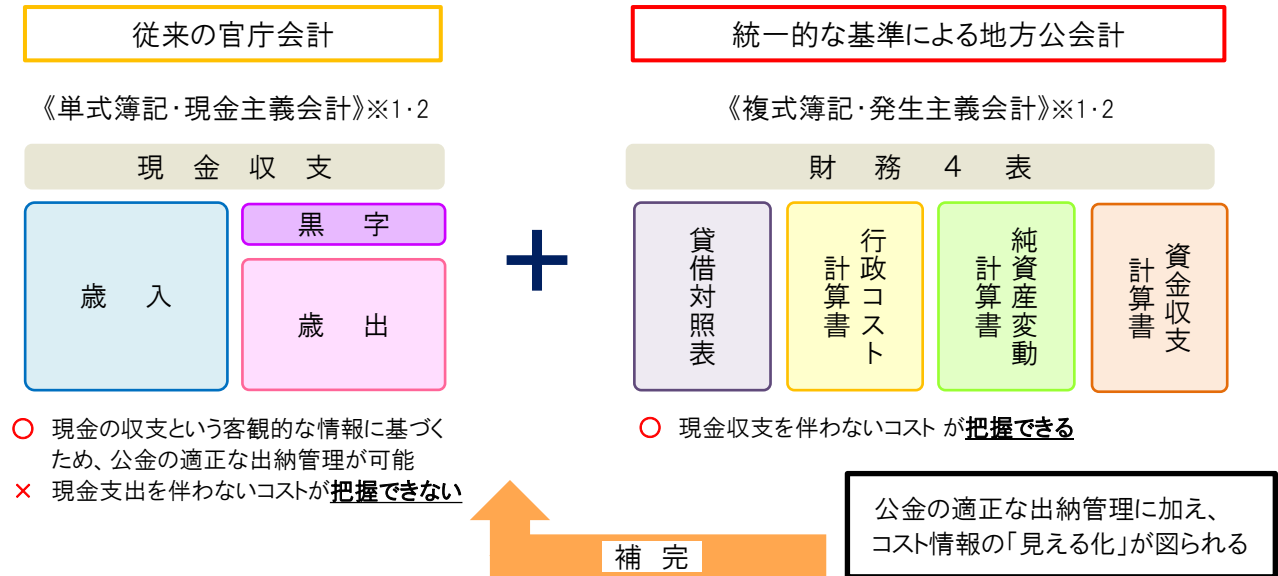 従来の官庁会計
《単式簿記・現金主義会計》※1・2
現金収支
歳入
黒字
歳出
○ 現金の収支という客観的な情報に基づく
ため、公金の適正な出納管理が可能
× 現金支出を伴わないコストが把握できない
+
統一的な基準による地方公会計
《複式簿記・発生主義会計》※1・2
財務4表
貸借対照表
行政コスト
計算書
純資産変動
計算書
資金収支
計算書
○ 現金収支を伴わないコスト が把握できる
補完
公金の適正な出納管理に加え、
コスト情報の「見える化」が図られる